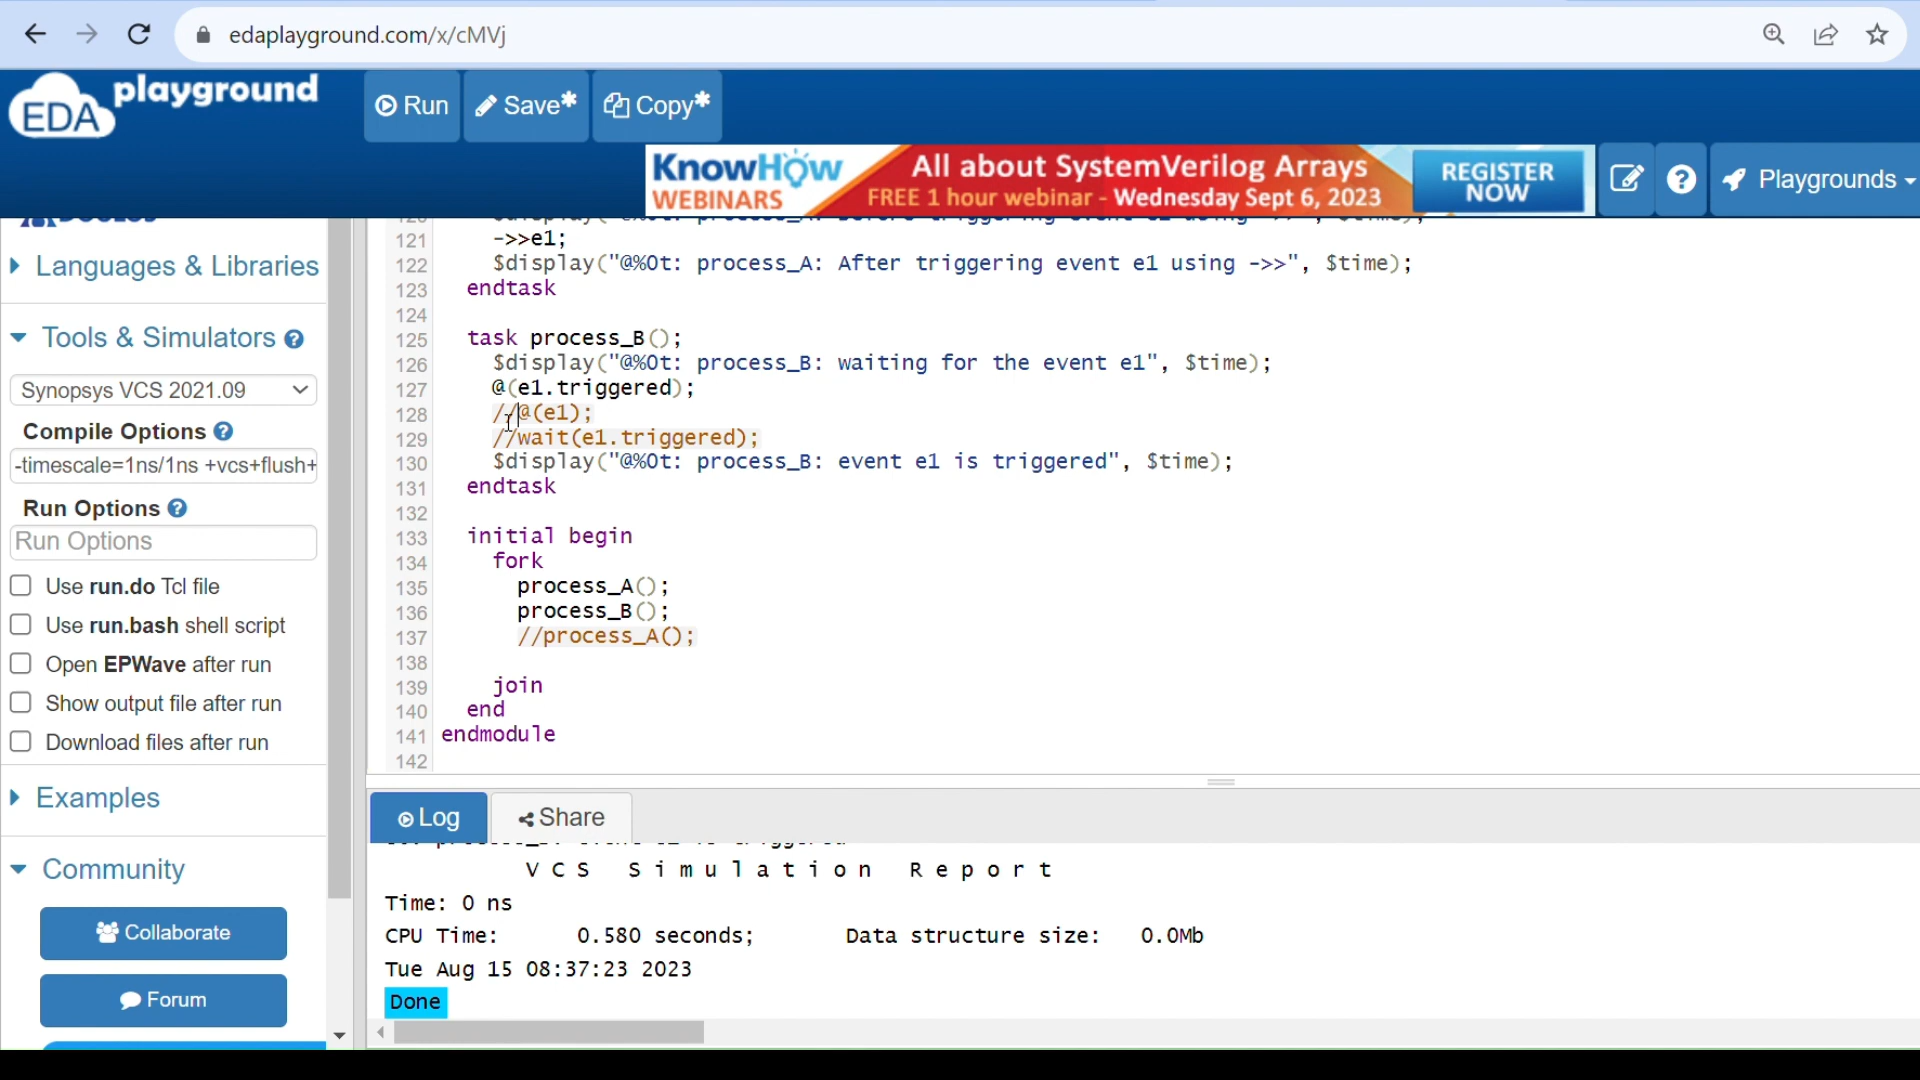 edaplayground.com/x/cMVj
EDA playground
Run
Save*
Copy*
KnowHow
WEBINARS
All about SystemVerilog Arrays
FREE 1 hour webinar - Wednesday Sept 6, 2023
REGISTER
NOW
Playgrounds
Languages & Libraries
Tools & Simulators
Synopsys VCS 2021.09
Compile Options
-timescale=1ns/1ns +vcs+flush+
Run Options
Run Options
Use run.do Tcl file
Use run.bash shell script
Open EPWave after run
Show output file after run
Download files after run
Examples
Community
Collaborate
Forum
121 ->>e1;
122 $display("@%0t: process_A: After triggering event e1 using ->>", $time);
123 endtask
124
125 task process_B();
126 $display("@%0t: process_B: waiting for the event e1", $time);
127 @(e1.triggered);
128 //@(e1);
129 //wait(e1.triggered);
130 $display("@%0t: process_B: event e1 is triggered", $time);
131 endtask
132
133 initial begin
134 fork
135 process_A();
136 process_B();
137 //process_A();
138
139 join
140 end
141 endmodule
142
Log
Share
V C S   S i m u l a t i o n   R e p o r t
Time: 0 ns
CPU Time: 0.580 seconds; Data structure size: 0.0Mb
Tue Aug 15 08:37:23 2023
Done